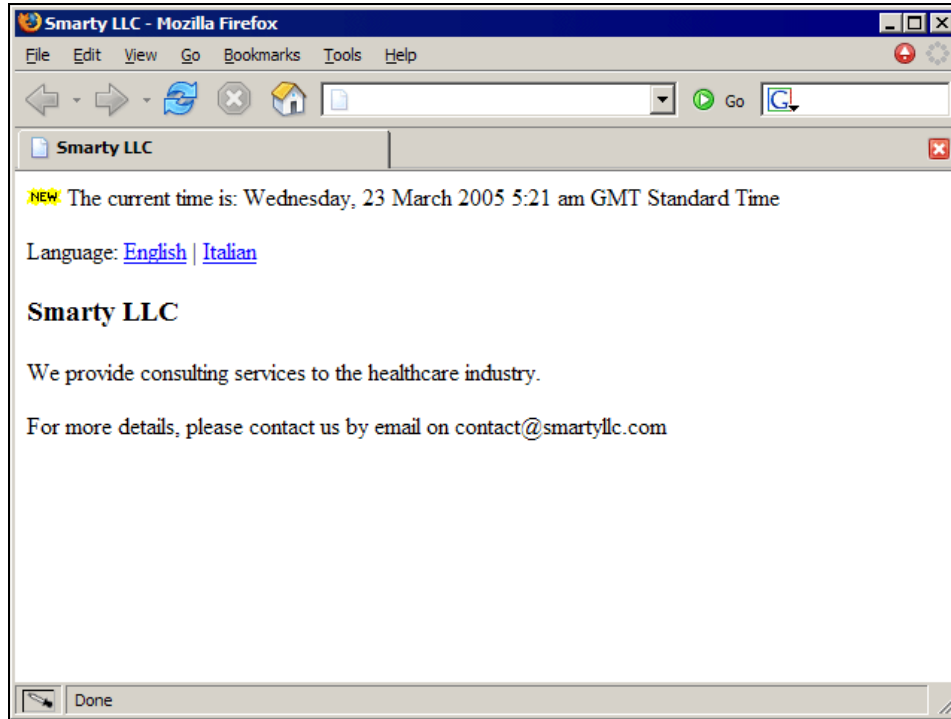 Smarty LLC - Mozilla Firefox
File Edit View Go Bookmarks Tools Help
Go G
Smarty LLC
NEW The current time is: Wednesday, 23 March 2005 5:21 am GMT Standard Time
Language: English | Italian
Smarty LLC
We provide consulting services to the healthcare industry.
For more details, please contact us by email on contact@smartyllc.com
Done